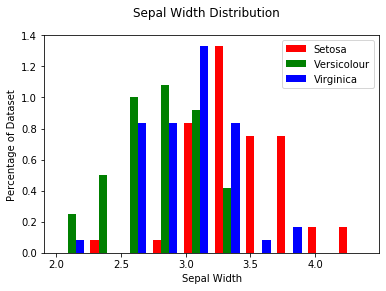 Sepal Width Distribution
1.4
1.2
1.0
0.8
0.6
0.4
0.2
0.0
Percentage of Dataset
Setosa
Versicolour
Virginica
2.0 2.5 3.0 3.5 4.0
Sepal Width